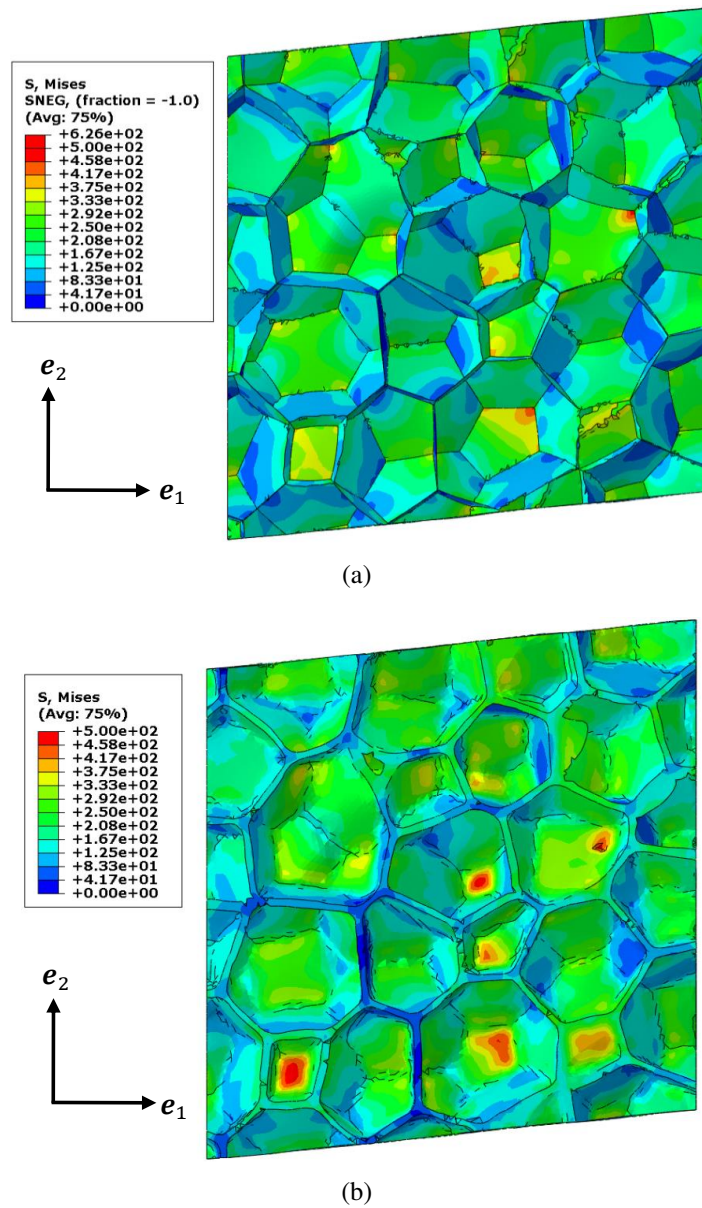 S, Mises
SNEG, (fraction = -1.0)
(Avg: 75%)
+6.26e+02
+5.00e+02
+4.58e+02
+4.17e+02
+3.75e+02
+3.33e+02
+2.92e+02
+2.50e+02
+2.08e+02
+1.67e+02
+1.25e+02
+8.33e+01
+4.17e+01
+0.00e+00
e₂
e₁
(a)
S, Mises
(Avg: 75%)
+5.00e+02
+4.58e+02
+4.17e+02
+3.75e+02
+3.33e+02
+2.92e+02
+2.50e+02
+2.08e+02
+1.67e+02
+1.25e+02
+8.33e+01
+4.17e+01
+0.00e+00
e₂
e₁
(b)